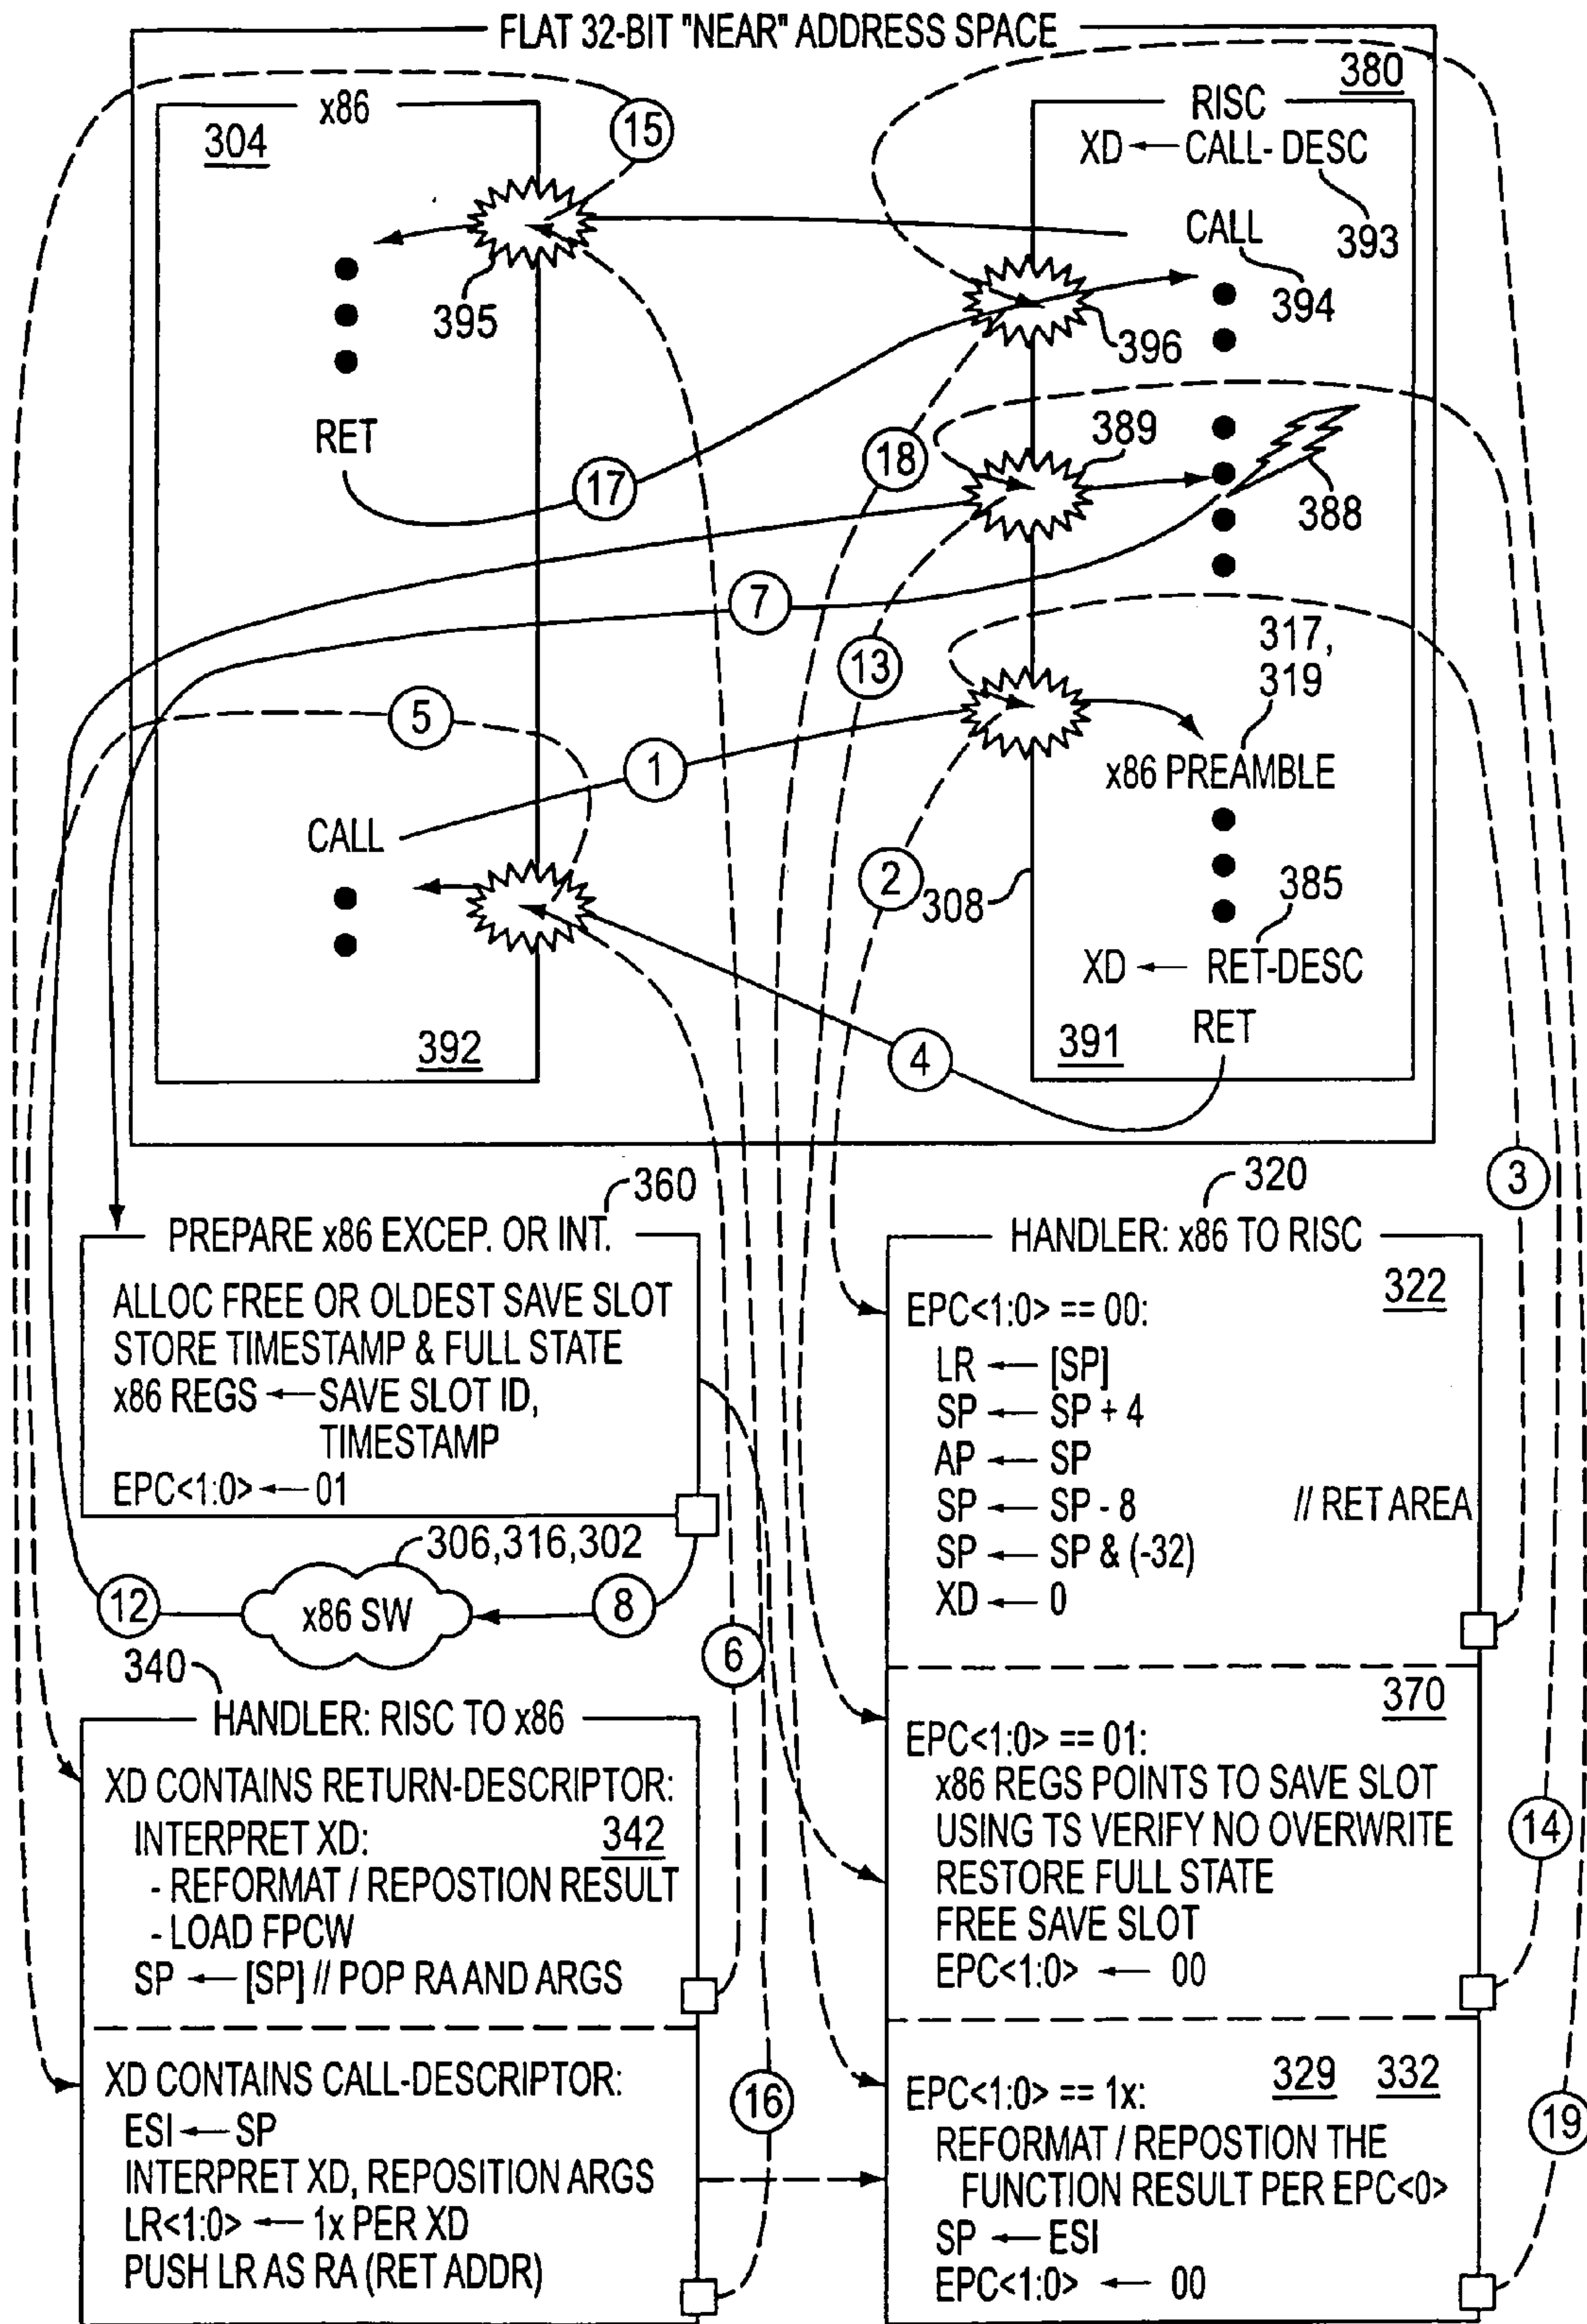 FLAT 32-BIT "NEAR" ADDRESS SPACE
380
x86
304
15
395
RET
17
5
1
CALL
392
7
18
13
2
4
RISC
XD ← CALL-DESC
393
CALL
394
396
389
388
317,
319
x86 PREAMBLE
308
385
XD ← RET-DESC
RET
391
3
360
PREPARE x86 EXCEP. OR INT.
ALLOC FREE OR OLDEST SAVE SLOT
STORE TIMESTAMP & FULL STATE
x86 REGS ← SAVE SLOT ID,
TIMESTAMP
EPC<1:0> ← 01
306,316,302
12
x86 SW
8
6
340
HANDLER: RISC TO x86
XD CONTAINS RETURN-DESCRIPTOR:
INTERPRET XD: 342
- REFORMAT / REPOSTION RESULT
- LOAD FPCW
SP ← [SP] // POP RA AND ARGS
XD CONTAINS CALL-DESCRIPTOR:
ESI ← SP
INTERPRET XD, REPOSITION ARGS
LR<1:0> ← 1x PER XD
PUSH LR AS RA (RET ADDR)
16
320
HANDLER: x86 TO RISC
322
EPC<1:0> == 00:
LR ← [SP]
SP ← SP + 4
AP ← SP
SP ← SP - 8 // RET AREA
SP ← SP & (-32)
XD ← 0
370
EPC<1:0> == 01:
x86 REGS POINTS TO SAVE SLOT
USING TS VERIFY NO OVERWRITE
RESTORE FULL STATE
FREE SAVE SLOT
EPC<1:0> ← 00
14
EPC<1:0> == 1x: 329 332
REFORMAT / REPOSTION THE
FUNCTION RESULT PER EPC<0>
SP ← ESI
EPC<1:0> ← 00
19